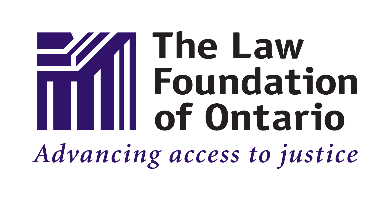 The Law
Foundation
of Ontario
Advancing access to justice